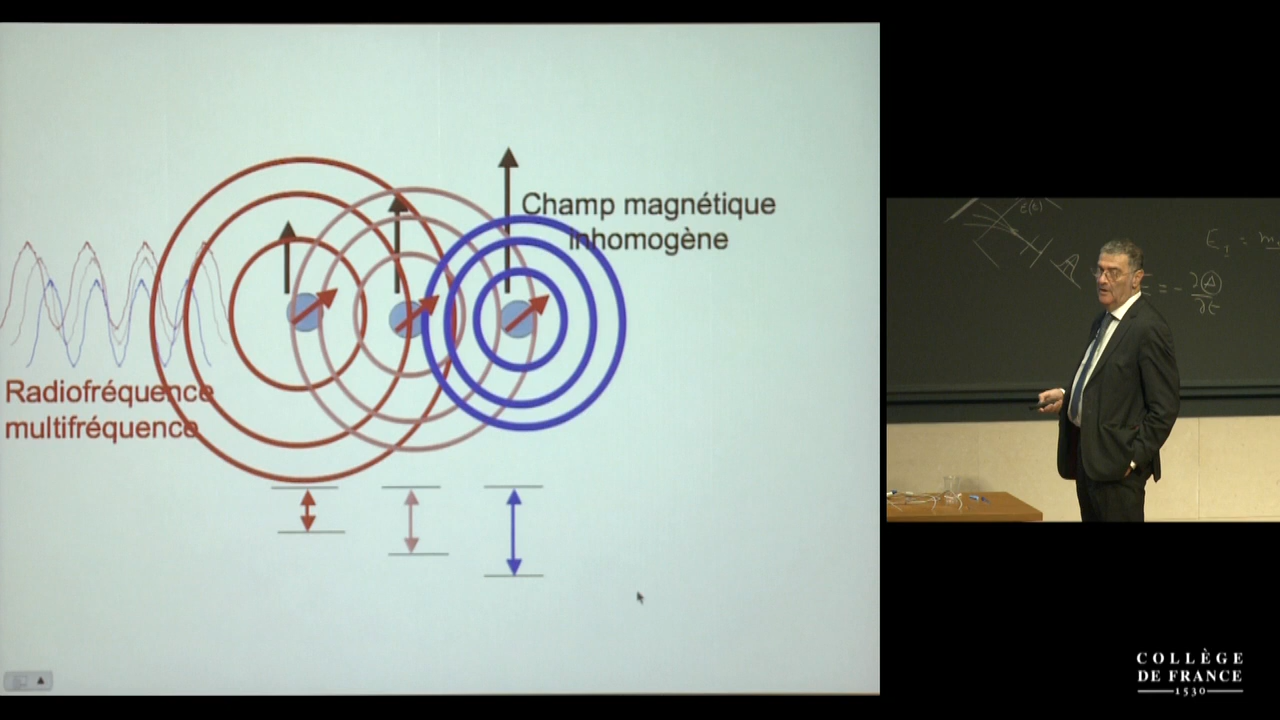 Champ magnétique
inhomogène
Radiofréquence
multifréquence
E(t)
= -
∂t
COLLÈGE
DE FRANCE
1530